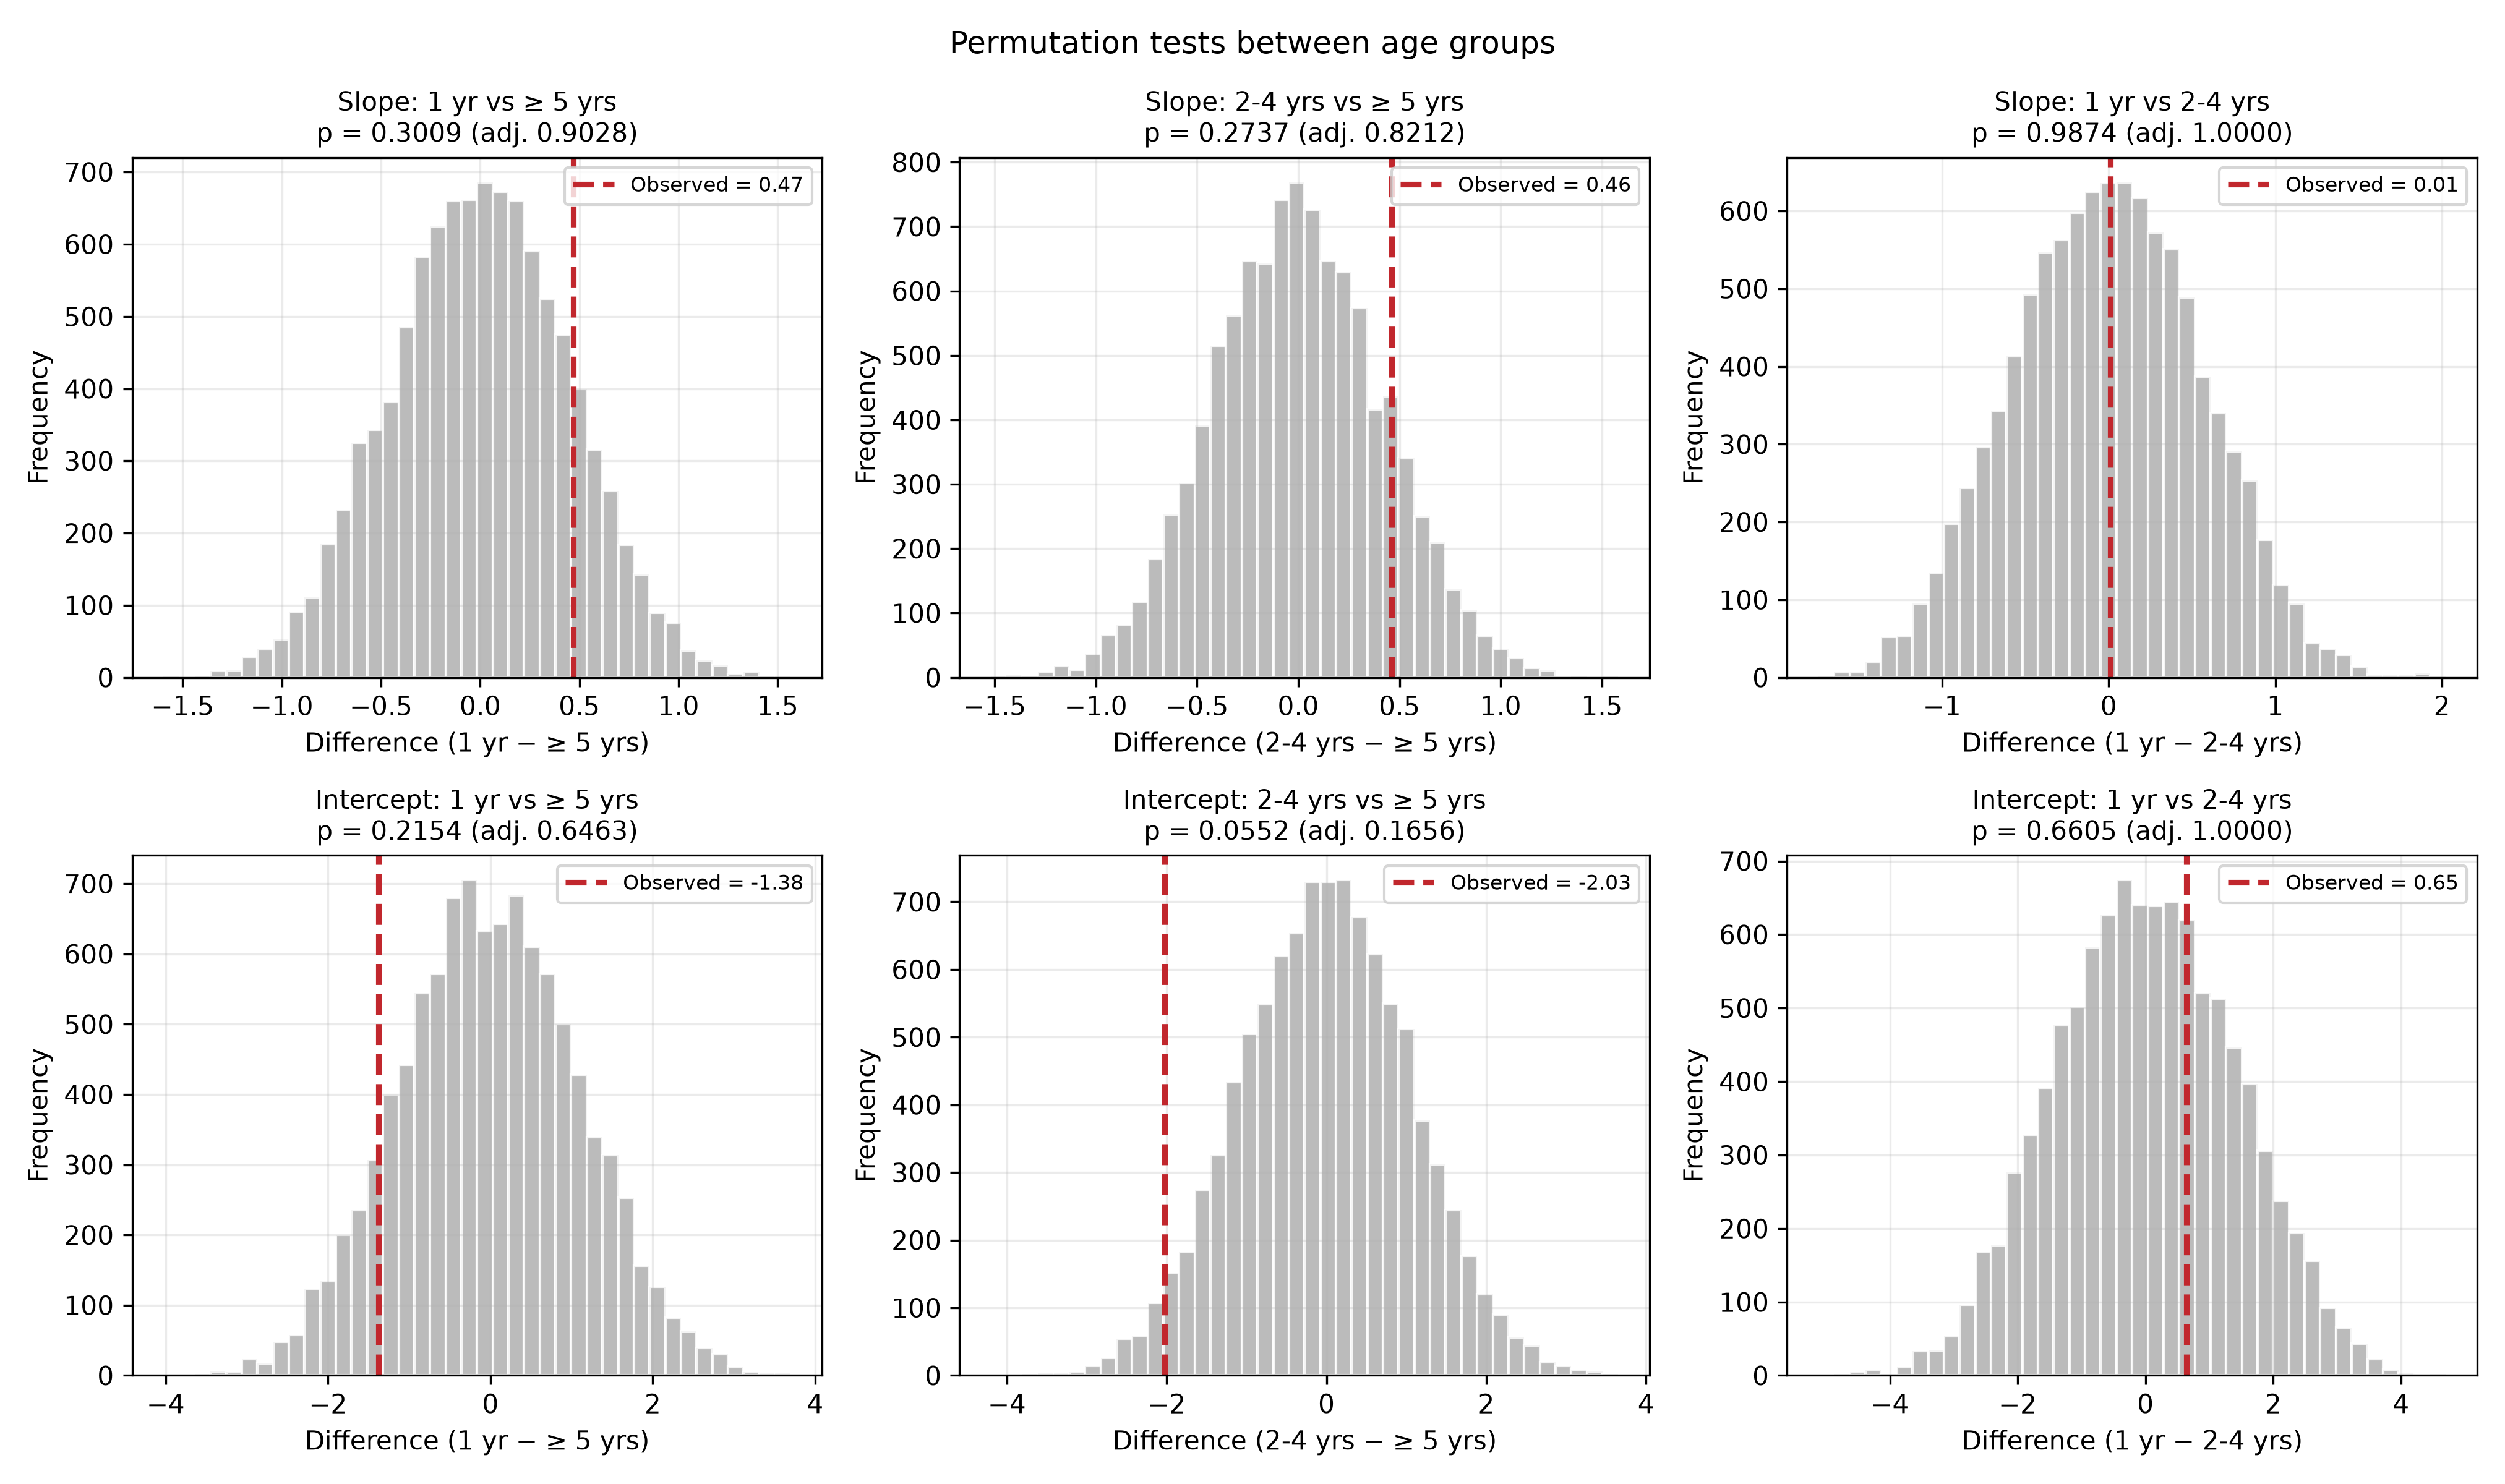 Permutation tests between age groups
Slope: 1 yr vs ≥ 5 yrs
p = 0.3009 (adj. 0.9028)
Observed = 0.47
Frequency
700
600
500
400
300
200
100
0
−1.5 −1.0 −0.5 0.0 0.5 1.0 1.5
Difference (1 yr − ≥ 5 yrs)
Slope: 2-4 yrs vs ≥ 5 yrs
p = 0.2737 (adj. 0.8212)
Observed = 0.46
Frequency
800
700
600
500
400
300
200
100
0
−1.5 −1.0 −0.5 0.0 0.5 1.0 1.5
Difference (2-4 yrs − ≥ 5 yrs)
Slope: 1 yr vs 2-4 yrs
p = 0.9874 (adj. 1.0000)
Observed = 0.01
Frequency
600
500
400
300
200
100
0
−1 0 1 2
Difference (1 yr − 2-4 yrs)
Intercept: 1 yr vs ≥ 5 yrs
p = 0.2154 (adj. 0.6463)
Observed = -1.38
Frequency
700
600
500
400
300
200
100
0
−4 −2 0 2 4
Difference (1 yr − ≥ 5 yrs)
Intercept: 2-4 yrs vs ≥ 5 yrs
p = 0.0552 (adj. 0.1656)
Observed = -2.03
Frequency
700
600
500
400
300
200
100
0
−4 −2 0 2 4
Difference (2-4 yrs − ≥ 5 yrs)
Intercept: 1 yr vs 2-4 yrs
p = 0.6605 (adj. 1.0000)
Observed = 0.65
Frequency
700
600
500
400
300
200
100
0
−4 −2 0 2 4
Difference (1 yr − 2-4 yrs)